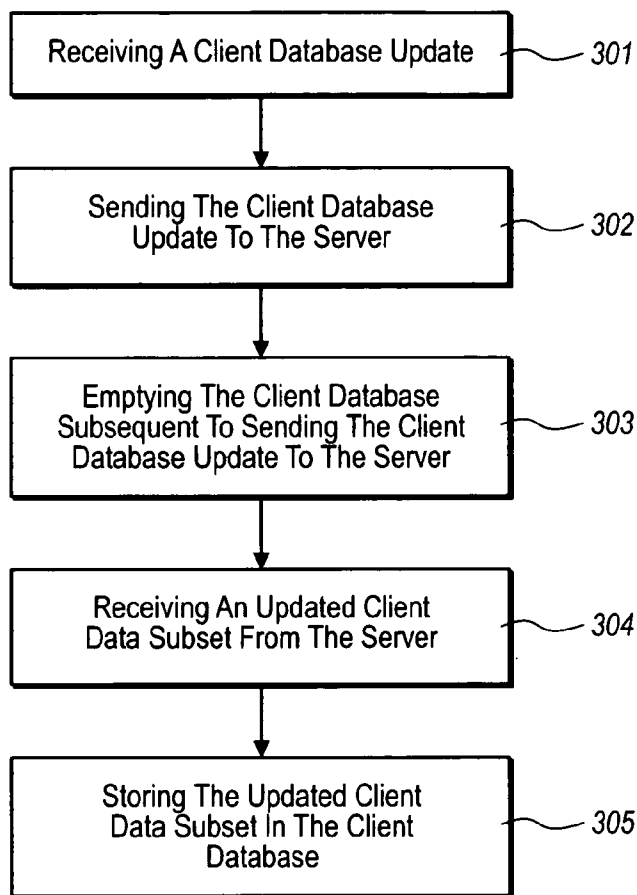 Receiving A Client Database Update
301
Sending The Client Database
Update To The Server
302
Emptying The Client Database
Subsequent To Sending The Client
Database Update To The Server
303
Receiving An Updated Client
Data Subset From The Server
304
Storing The Updated Client
Data Subset In The Client
Database
305